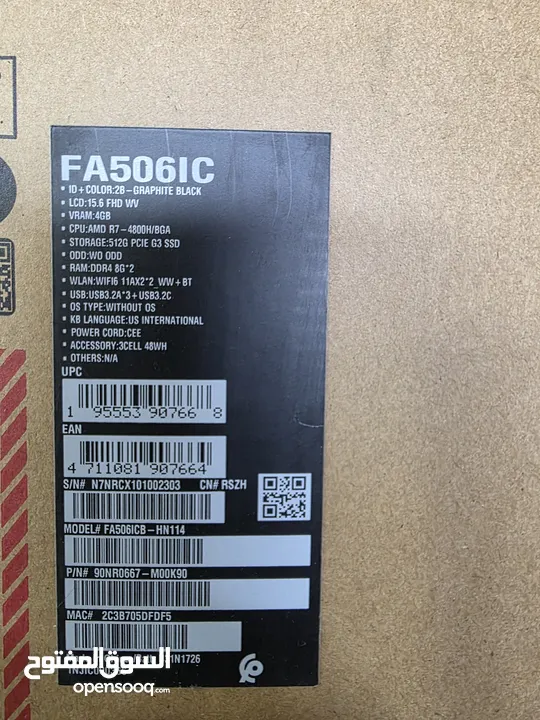 FA506IC
• ID+COLOR:2B-GRAPHITE BLACK
• LCD:15.6 FHD WV
• VRAM:4GB
• CPU:AMD R7-4800H/BGA
• STORAGE:512G PCIE G3 SSD
• ODD:WO ODD
• RAM:DDR4 8G*2
• WLAN:WIFI6 11AX2*2_WW+BT
• USB:USB3.2A*3+USB3.2C
• OS TYPE:WITHOUT OS
• KB LANGUAGE:US INTERNATIONAL
• POWER CORD:CEE
• ACCESSORY:3CELL 48WH
• OTHERS:N/A
UPC
1 95553 90766 8
EAN
4 711081 907664
S/N# N7NRCX101002303 CN# RSZH
MODEL# FA506ICB-HN114
P/N# 90NR0667-M00K90
MAC# 2C3B705DFDF5
1N1726
السوق المفتوح
opensooq.com